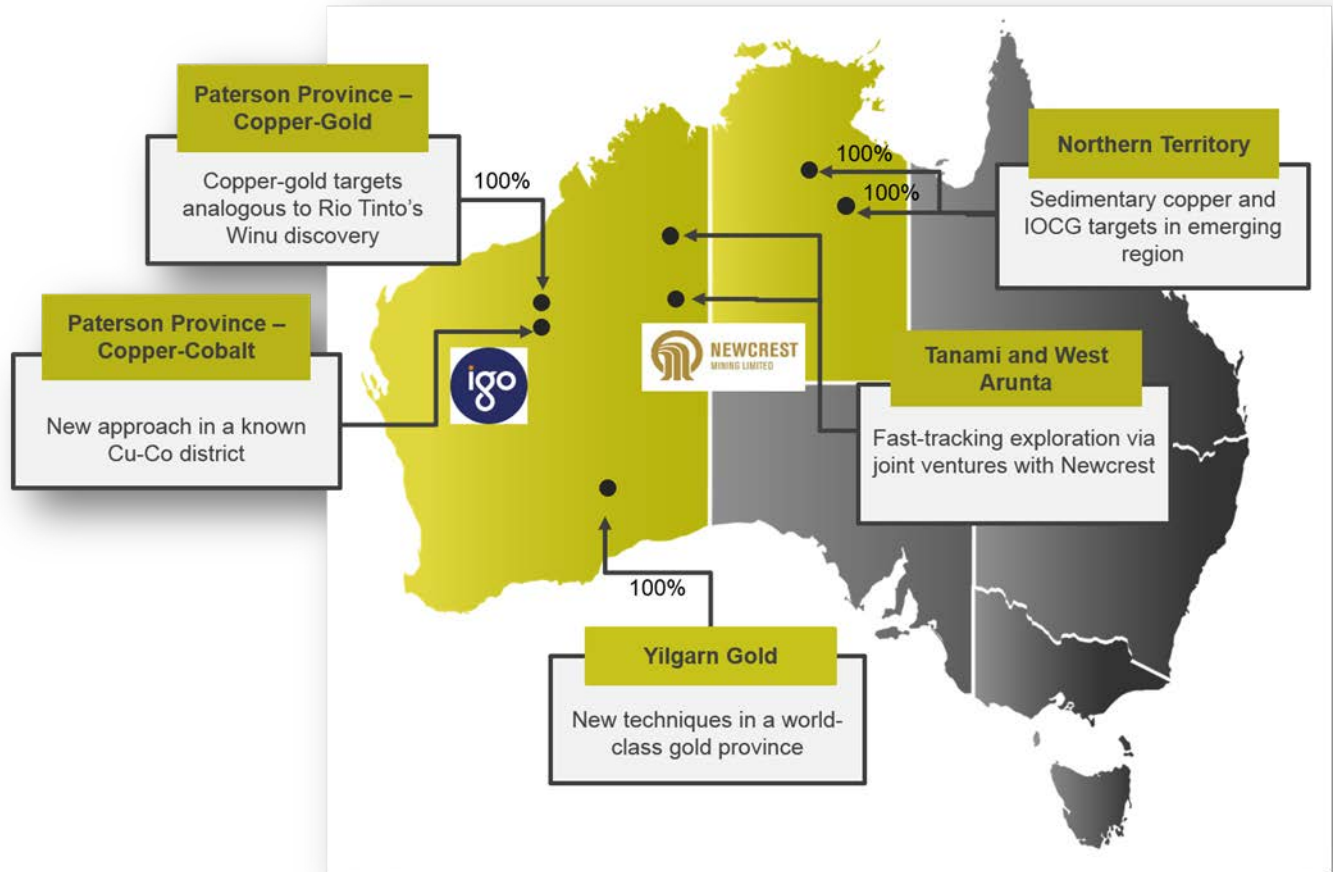 Paterson Province –
Copper-Gold
Copper-gold targets
analogous to Rio Tinto’s
Winu discovery
100%
Paterson Province –
Copper-Cobalt
New approach in a known
Cu-Co district
igo
NEWCREST
MINING LIMITED
100%
100%
Northern Territory
Sedimentary copper and
IOCG targets in emerging
region
Tanami and West
Arunta
Fast-tracking exploration via
joint ventures with Newcrest
100%
Yilgarn Gold
New techniques in a world-
class gold province